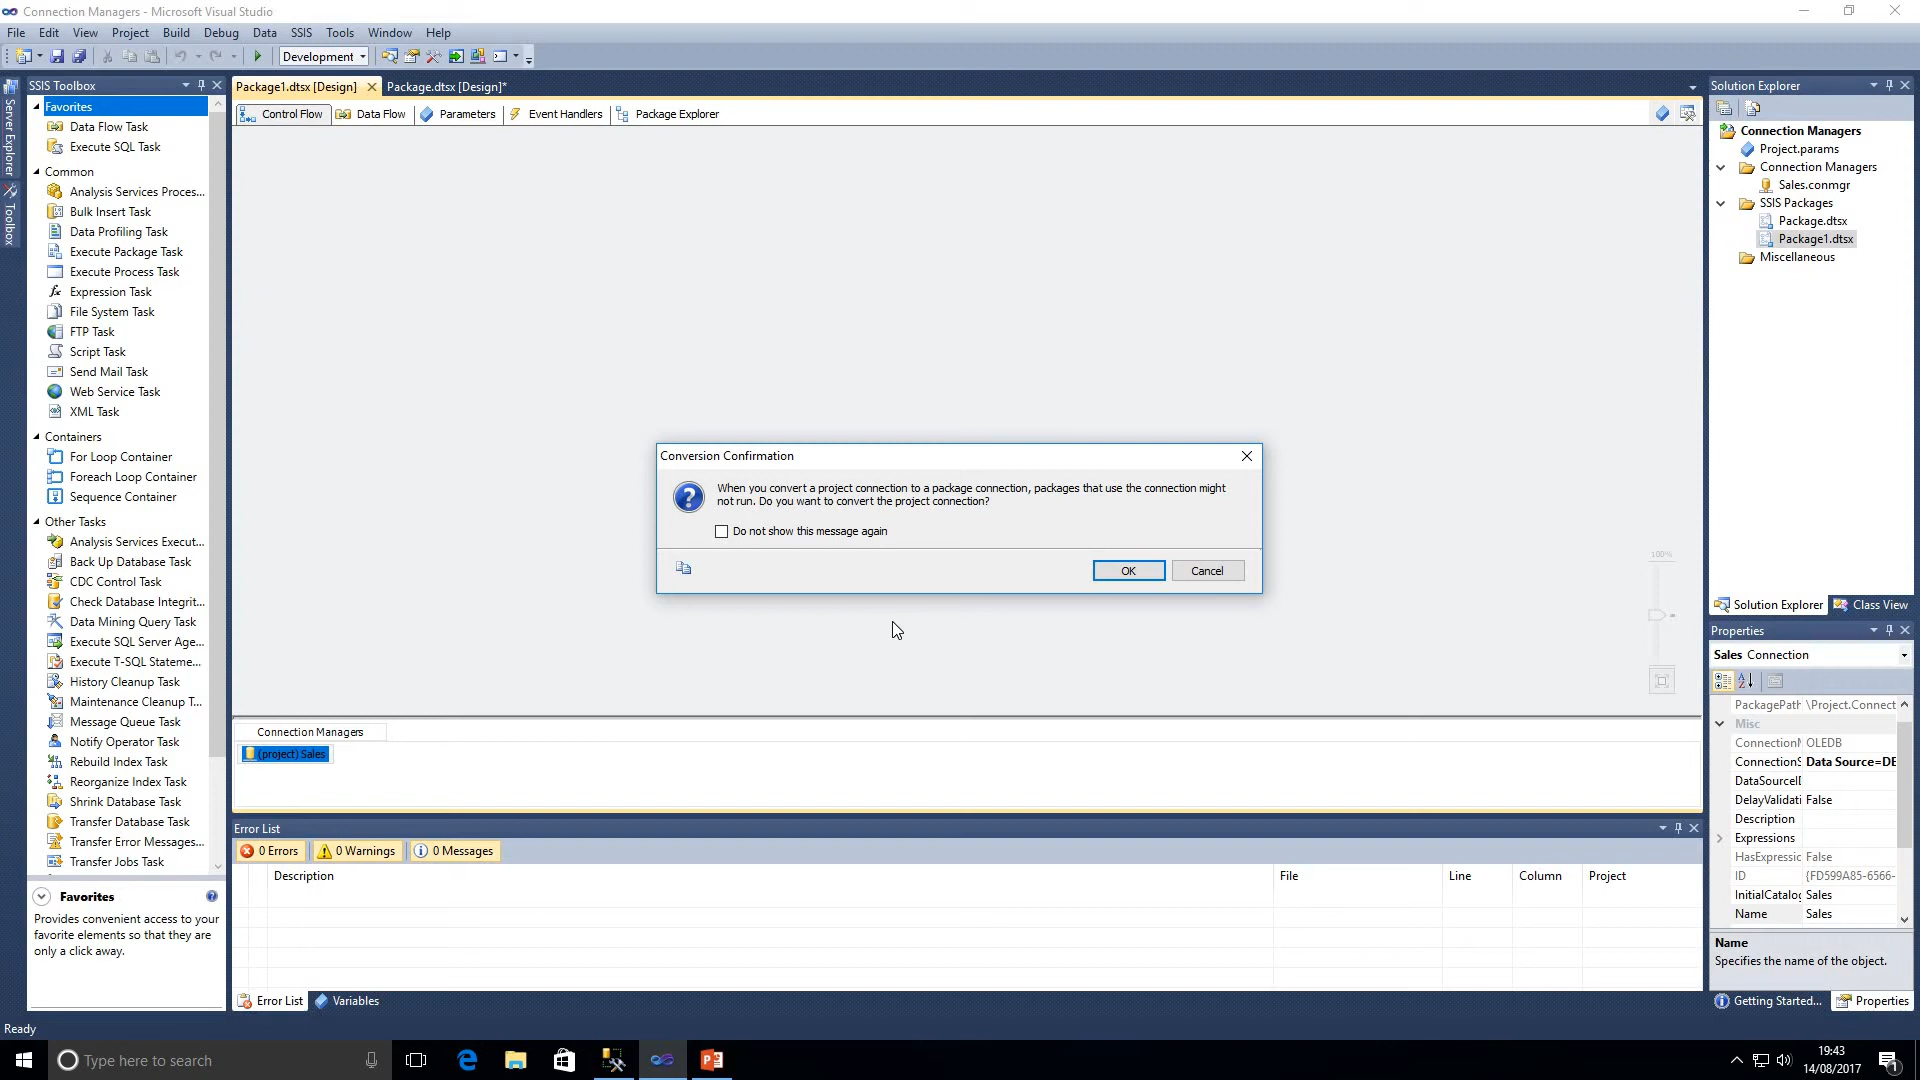 Connection Managers - Microsoft Visual Studio
File Edit View Project Build Debug Data SSIS Tools Window Help
Development
Server Explorer
Toolbox
SSIS Toolbox
Favorites
Data Flow Task
Execute SQL Task
Common
Analysis Services Proces...
Bulk Insert Task
Data Profiling Task
Execute Package Task
Execute Process Task
Expression Task
File System Task
FTP Task
Script Task
Send Mail Task
Web Service Task
XML Task
Containers
For Loop Container
Foreach Loop Container
Sequence Container
Other Tasks
Analysis Services Execut...
Back Up Database Task
CDC Control Task
Check Database Integrit...
Data Mining Query Task
Execute SQL Server Age...
Execute T-SQL Stateme...
History Cleanup Task
Maintenance Cleanup T...
Message Queue Task
Notify Operator Task
Rebuild Index Task
Reorganize Index Task
Shrink Database Task
Transfer Database Task
Transfer Error Messages...
Transfer Jobs Task
Favorites
Provides convenient access to your
favorite elements so that they are
only a click away.
Package1.dtsx [Design] Package.dtsx [Design]*
Control Flow Data Flow Parameters Event Handlers Package Explorer
Conversion Confirmation
When you convert a project connection to a package connection, packages that use the connection might
not run. Do you want to convert the project connection?
Do not show this message again
OK Cancel
100%
Connection Managers
(project) Sales
Error List
0 Errors 0 Warnings 0 Messages
Description File Line Column Project
Error List Variables
Solution Explorer
Connection Managers
Project.params
Connection Managers
Sales.conmgr
SSIS Packages
Package.dtsx
Package1.dtsx
Miscellaneous
Solution Explorer Class View
Properties
Sales Connection
PackagePath \Project.Connect
Misc
ConnectionM OLEDB
ConnectionS Data Source=DE
DataSourceID
DelayValidati False
Description
Expressions
HasExpressic False
ID {FD599A85-6566-
InitialCatalog Sales
Name Sales
Name
Specifies the name of the object.
Getting Started... Properties
Ready
Type here to search
19:43
14/08/2017
1